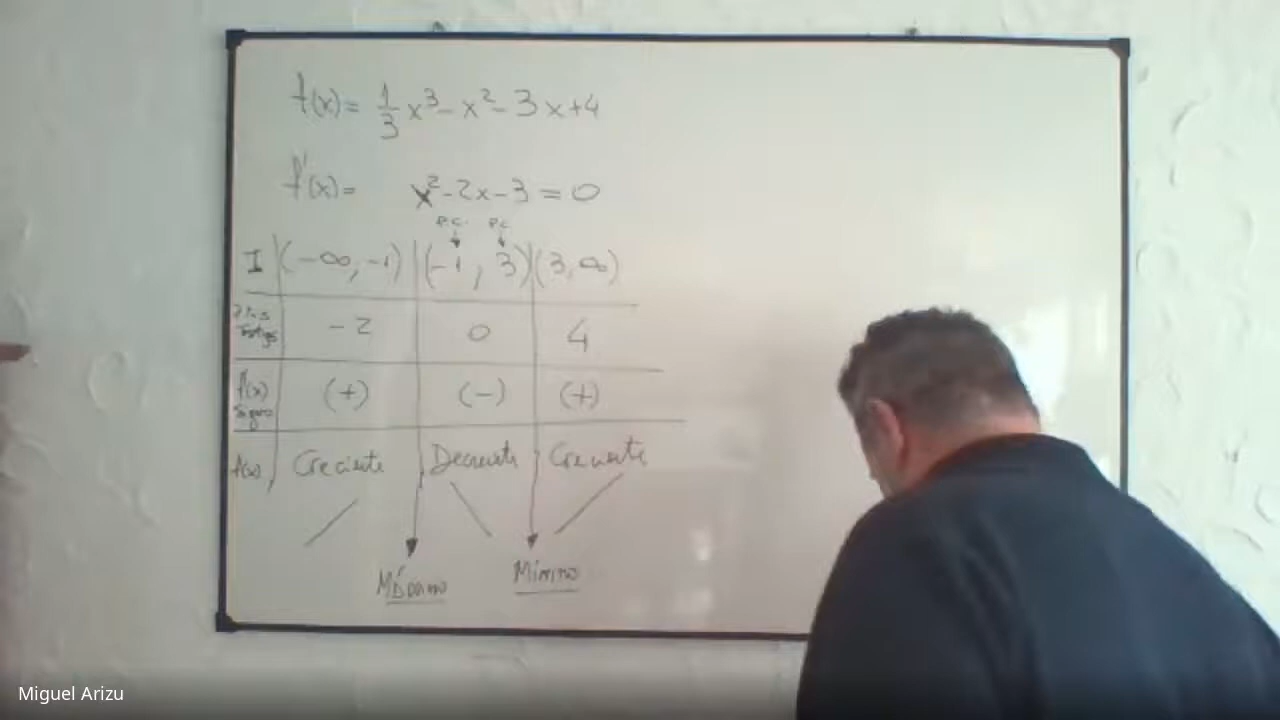 f(x)= 1/3 x³- x²- 3x+4
f'(x)= x²-2x-3 = 0
P.C. P.C.
I (-∞,-1) (-1, 3) (3,∞)
-2 0 4
f'(x) (+) (-) (+)
Signo
f(x) Creciente Decreciente Creciente
Máximo Mínimo
Miguel Arizu